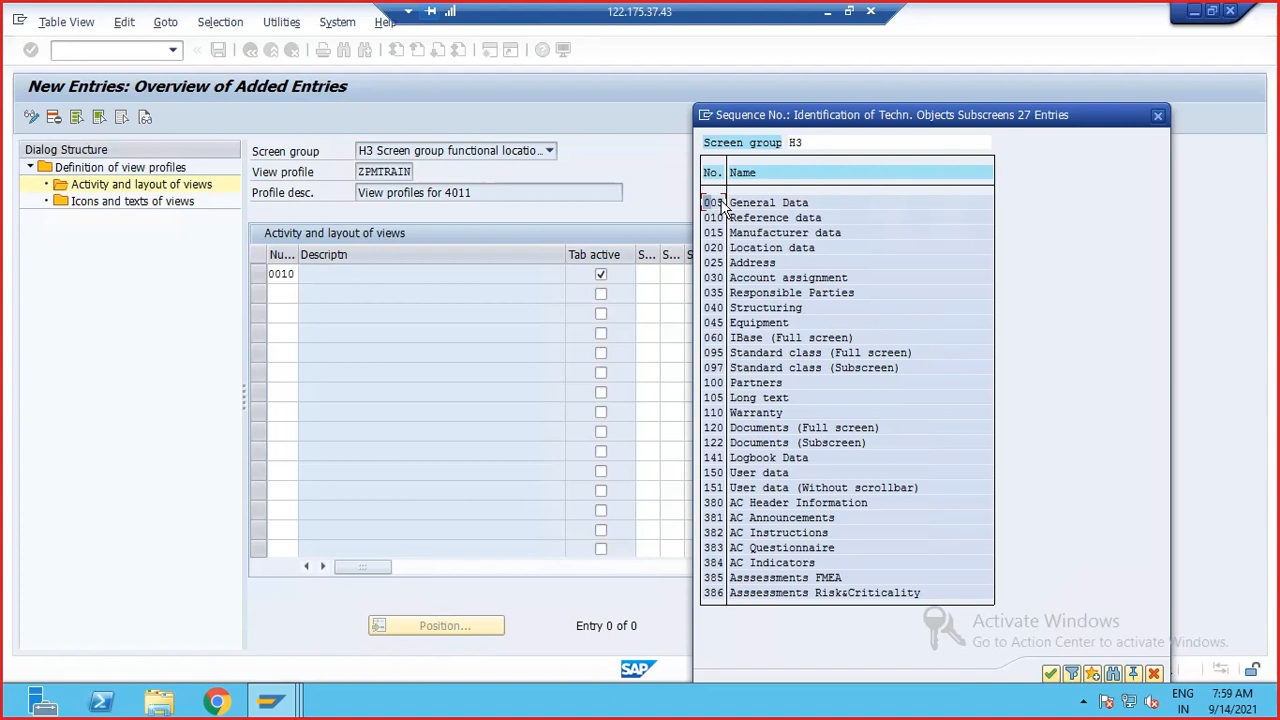 122.175.37.43
Table View Edit Goto Selection Utilities System Help
New Entries: Overview of Added Entries
Dialog Structure
Definition of view profiles
Activity and layout of views
Icons and texts of views
Screen group H3 Screen group functional locatio...
View profile ZPMTRAIN
Profile desc. View profiles for 4011
Activity and layout of views
Nu... Descriptn Tab active S... S... S
0010
Position... Entry 0 of 0
Sequence No.: Identification of Techn. Objects Subscreens 27 Entries
Screen group H3
No. Name
005 General Data
010 Reference data
015 Manufacturer data
020 Location data
025 Address
030 Account assignment
035 Responsible Parties
040 Structuring
045 Equipment
060 IBase (Full screen)
095 Standard class (Full screen)
097 Standard class (Subscreen)
100 Partners
105 Long text
110 Warranty
120 Documents (Full screen)
122 Documents (Subscreen)
141 Logbook Data
150 User data
151 User data (Without scrollbar)
380 AC Header Information
381 AC Announcements
382 AC Instructions
383 AC Questionnaire
384 AC Indicators
385 Asssessments FMEA
386 Asssessments Risk&Criticality
Activate Windows
Go to Action Center to activate Windows.
SAP
ENG 7:59 AM
IN 9/14/2021